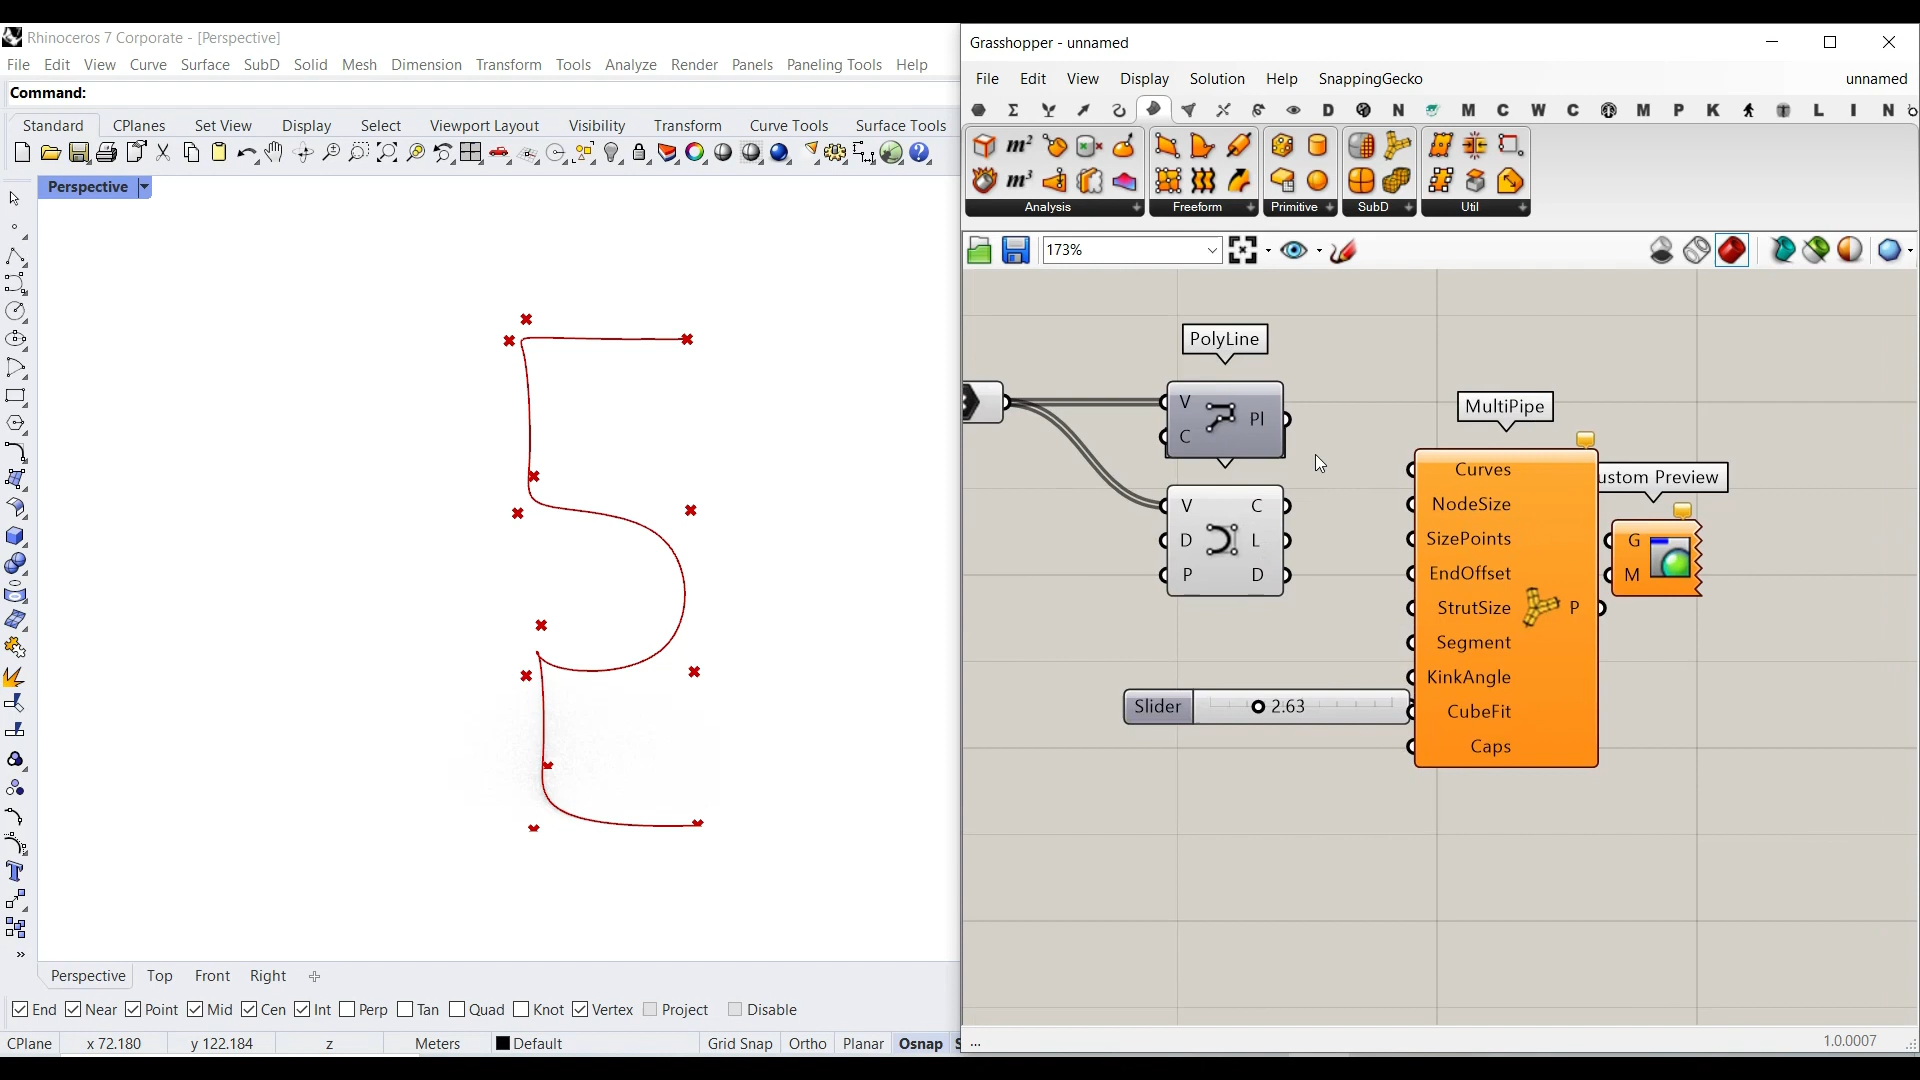 Rhinoceros 7 Corporate - [Perspective]
File Edit View Curve Surface SubD Solid Mesh Dimension Transform Tools Analyze Render Panels Paneling Tools Help
Command:
Standard CPlanes Set View Display Select Viewport Layout Visibility Transform Curve Tools Surface Tools
Perspective
Perspective Top Front Right
End Near Point Mid Cen Int Perp Tan Quad Knot Vertex Project Disable
CPlane x 72.180 y 122.184 z Meters Default Grid Snap Ortho Planar Osnap S
Grasshopper - unnamed
File Edit View Display Solution Help SnappingGecko unnamed
D N M C W C M P K L I N
m²
m³
Analysis Freeform Primitive SubD Util
173%
PolyLine
V
C
Pl
V C
D L
P D
MultiPipe
Curves
NodeSize
SizePoints
EndOffset
StrutSize P
Segment
KinkAngle
CubeFit
Caps
ustom Preview
G
M
Slider 2.63
... 1.0.0007